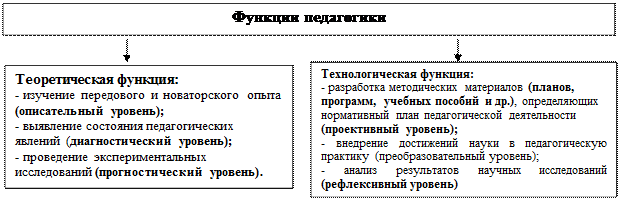 Функции педагогики
Теоретическая функция:
- изучение передового и новаторского опыта
(описательный уровень);
- выявление состояния педагогических
явлений (диагностический уровень);
- проведение экспериментальных
исследований (прогностический уровень).
Технологическая функция:
- разработка методических материалов (планов,
программ, учебных пособий и др.), определяющих
нормативный план педагогической деятельности
(проективный уровень);
- внедрение достижений науки в педагогическую
практику (преобразовательный уровень);
- анализ результатов научных исследований
(рефлексивный уровень)